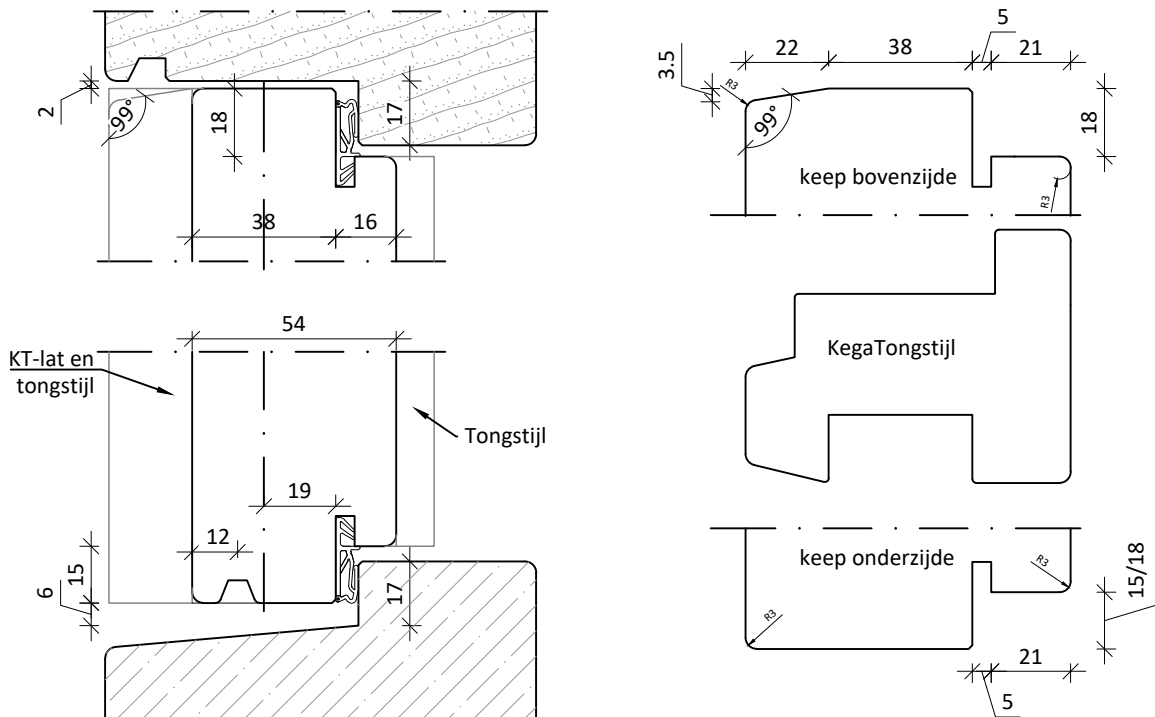 2
99°
18
17
38
16
54
KT-lat en
tongstijl
Tongstijl
19
12
15
6
17
5
22
38
21
3.5
R3
99°
18
keep bovenzijde
R3
KegaTongstijl
keep onderzijde
R3
R3
15/18
21
5